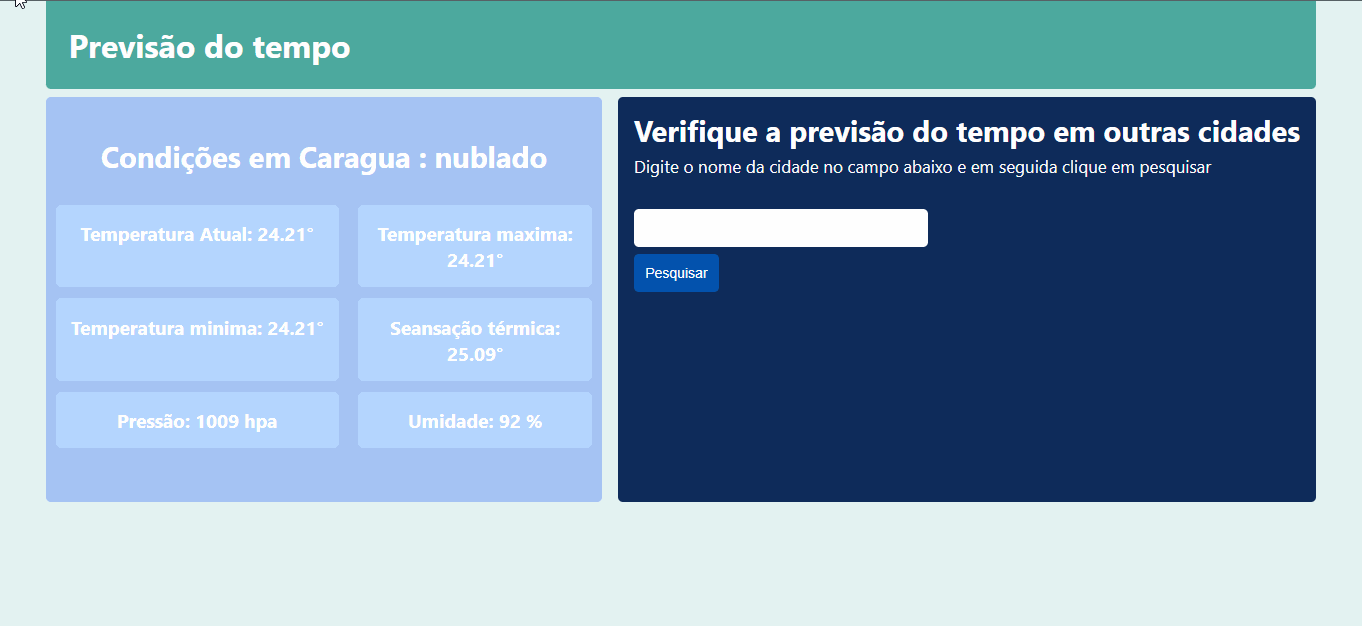 Previsão do tempo
Condições em Caragua : nublado
Temperatura Atual: 24.21°
Temperatura maxima:
24.21°
Temperatura minima: 24.21°
Seansação térmica:
25.09°
Pressão: 1009 hpa
Umidade: 92 %
Verifique a previsão do tempo em outras cidades
Digite o nome da cidade no campo abaixo e em seguida clique em pesquisar
Pesquisar